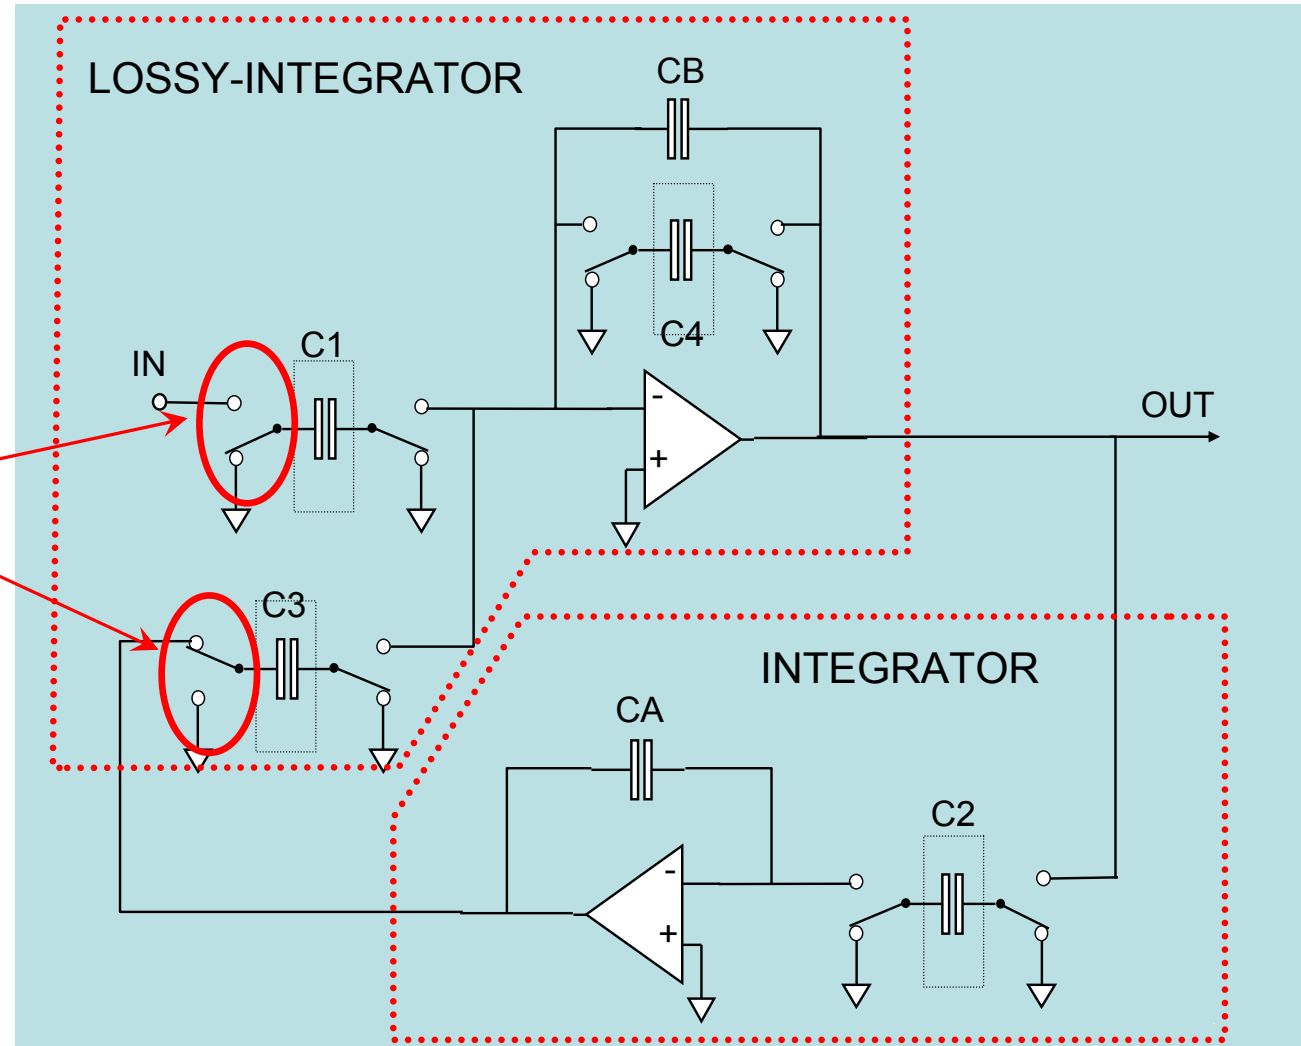 LOSSY-INTEGRATOR
CB
C4
C1
IN
-
+
OUT
C3
INTEGRATOR
CA
C2
-
+